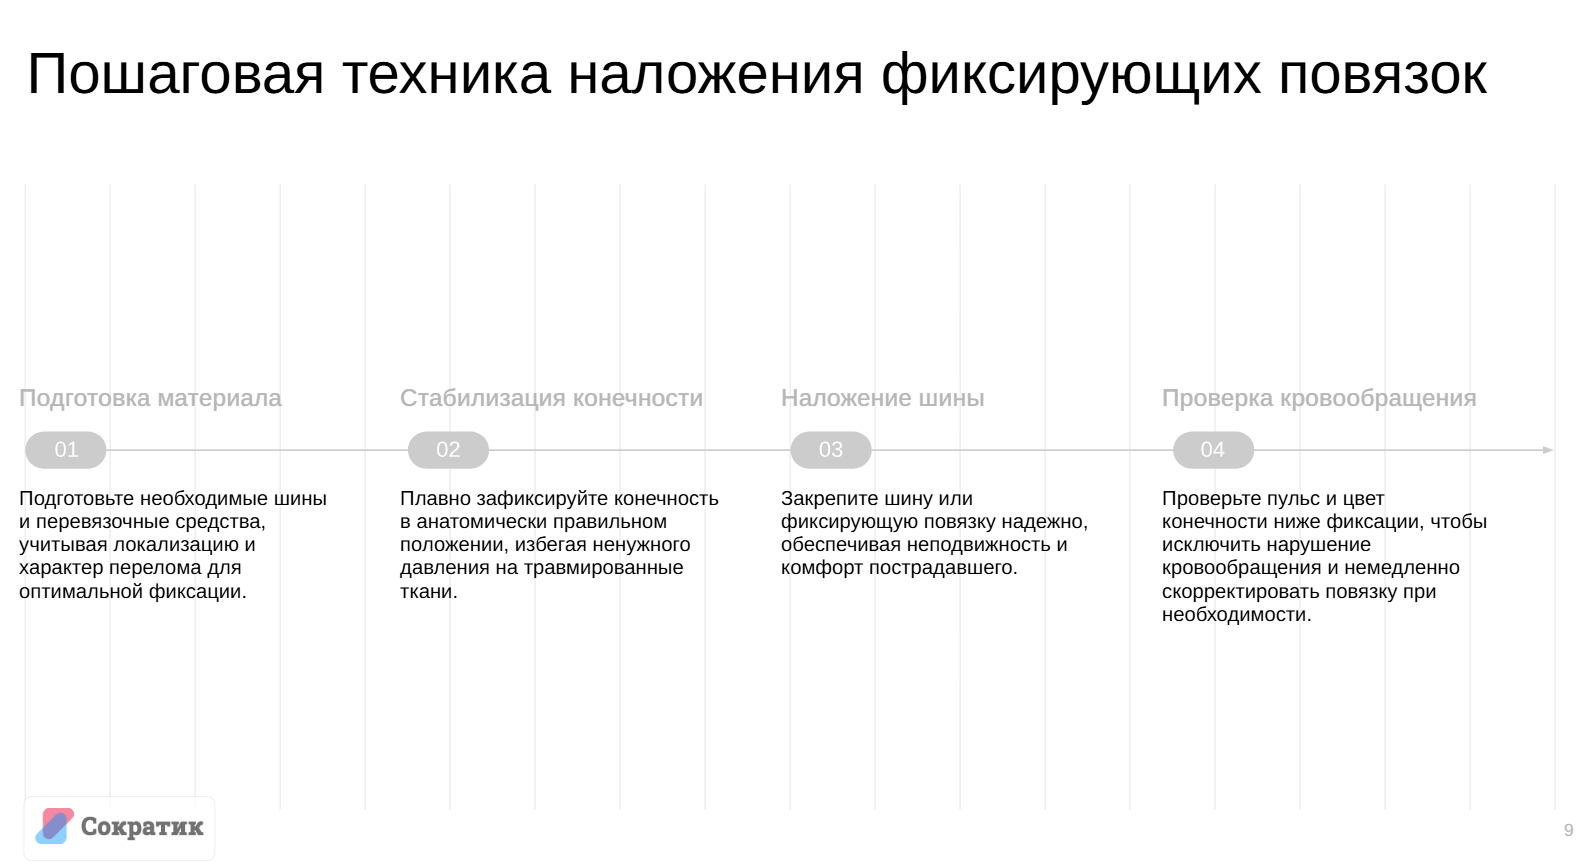 Пошаговая техника наложения фиксирующих повязок
Подготовка материала
01
Подготовьте необходимые шины
и перевязочные средства,
учитывая локализацию и
характер перелома для
оптимальной фиксации.
Стабилизация конечности
02
Плавно зафиксируйте конечность
в анатомически правильном
положении, избегая ненужного
давления на травмированные
ткани.
Наложение шины
03
Закрепите шину или
фиксирующую повязку надежно,
обеспечивая неподвижность и
комфорт пострадавшего.
Проверка кровообращения
04
Проверьте пульс и цвет
конечности ниже фиксации, чтобы
исключить нарушение
кровообращения и немедленно
скорректировать повязку при
необходимости.
Сократик
9